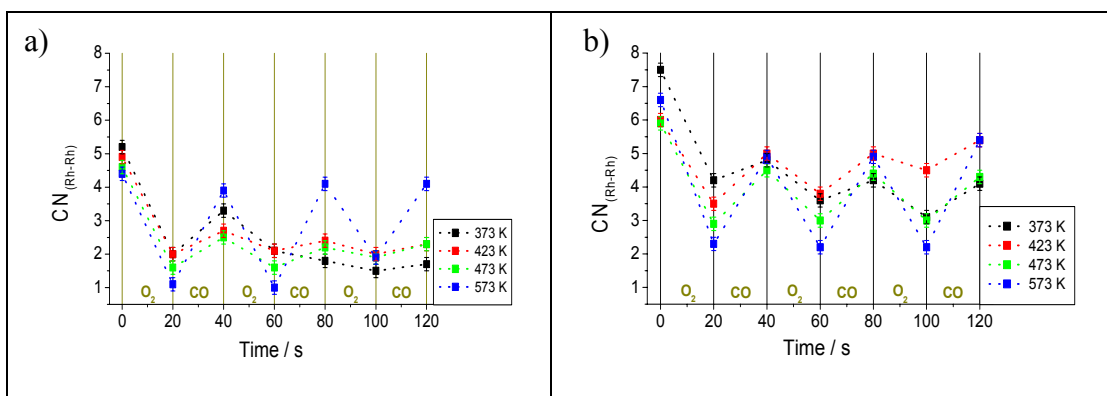 a)
CN(Rh-Rh)
8
7
6
5
4
3
2
1
O2 CO O2 CO O2 CO
0 20 40 60 80 100 120
Time / s
373 K
423 K
473 K
573 K
b)
CN(Rh-Rh)
8
7
6
5
4
3
2
1
O2 CO O2 CO O2 CO
0 20 40 60 80 100 120
Time / s
373 K
423 K
473 K
573 K